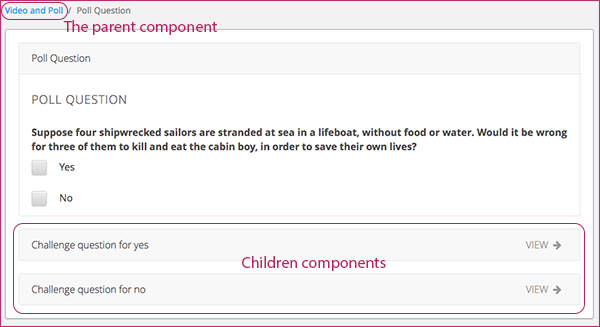 Video and Poll / Poll Question
The parent component
Poll Question
POLL QUESTION
Suppose four shipwrecked sailors are stranded at sea in a lifeboat, without food or water. Would it be wrong
for three of them to kill and eat the cabin boy, in order to save their own lives?
Yes
No
Challenge question for yes VIEW →
Children components
Challenge question for no VIEW →